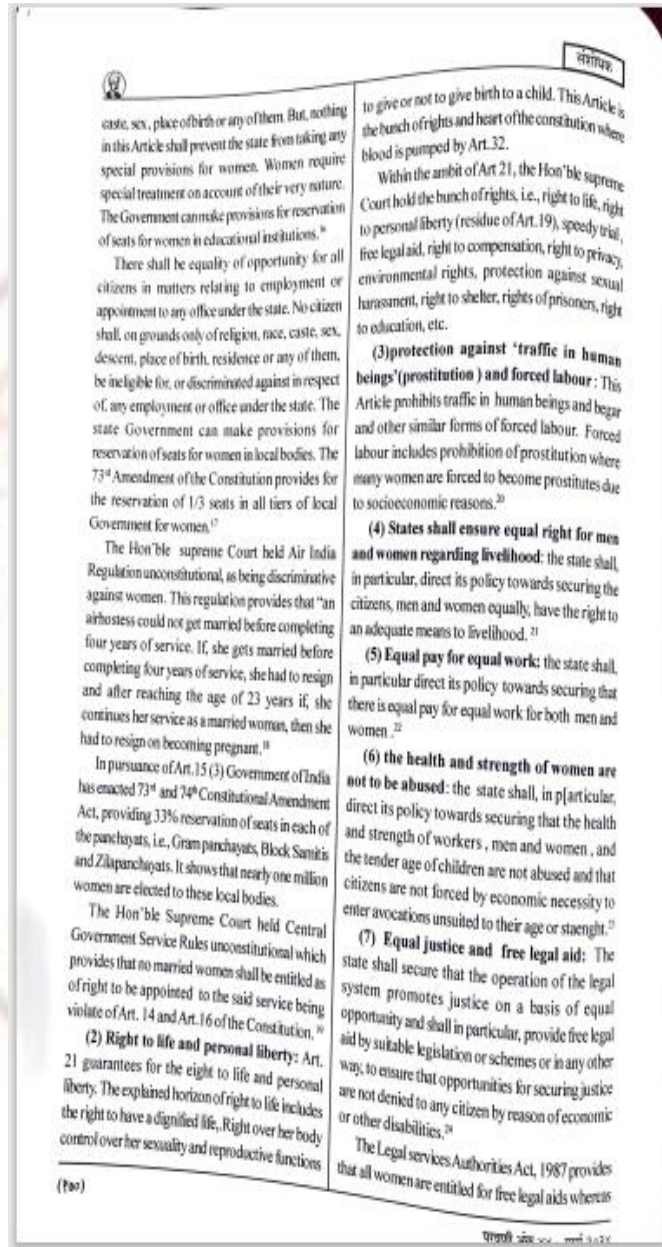 संशोधक
caste, sex, place of birth or any of them. But, nothing
in this Article shall prevent the state from taking any
special provisions for women. Women require
special treatment on account of their very nature.
The Government can make provisions for reservation
of seats for women in educational institutions.¹⁶
There shall be equality of opportunity for all
citizens in matters relating to employment or
appointment to any office under the state. No citizen
shall, on grounds only of religion, race, caste, sex,
descent, place of birth, residence or any of them,
be ineligible for, or discriminated against in respect
of, any employment or office under the state. The
state Government can make provisions for
reservation of seats for women in local bodies. The
73rd Amendment of the Constitution provides for
the reservation of 1/3 seats in all tiers of local
Government for women.¹⁷
The Hon'ble supreme Court held Air India
Regulation unconstitutional, as being discriminative
against women. This regulation provides that "an
airhostess could not get married before completing
four years of service. If, she gets married before
completing four years of service, she had to resign
and after reaching the age of 23 years if, she
continues her service as a married woman, then she
had to resign on becoming pregnant.¹⁸
In pursuance of Art.15 (3) Government of India
has enacted 73rd and 74th Constitutional Amendment
Act, providing 33% reservation of seats in each of
the panchayats, i.e., Gram panchayats, Block Samitis
and Zilapanchayats. It shows that nearly one million
women are elected to these local bodies.
The Hon'ble Supreme Court held Central
Government Service Rules unconstitutional which
provides that no married women shall be entitled as
of right to be appointed to the said service being
violate of Art. 14 and Art.16 of the Constitution. ¹⁹
(2) Right to life and personal liberty: Art.
21 guarantees for the eight to life and personal
liberty. The explained horizon of right to life includes
the right to have a dignified life,. Right over her body
control over her sexuality and reproductive functions
to give or not to give birth to a child. This Article is
the bunch of rights and heart of the constitution where
blood is pumped by Art.32.
Within the ambit of Art 21, the Hon'ble supreme
Court hold the bunch of rights, i.e., right to life, right
to personal liberty (residue of Art.19), speedy trial,
free legal aid, right to compensation, right to privacy,
environmental rights, protection against sexual
harassment, right to shelter, rights of prisoners, right
to education, etc.
(3)protection against 'traffic in human
beings'(prostitution ) and forced labour : This
Article prohibits traffic in human beings and begar
and other similar forms of forced labour. Forced
labour includes prohibition of prostitution where
many women are forced to become prostitutes due
to socioeconomic reasons.²⁰
(4) States shall ensure equal right for men
and women regarding livelihood: the state shall,
in particular, direct its policy towards securing the
citizens, men and women equally, have the right to
an adequate means to livelihood. ²¹
(5) Equal pay for equal work: the state shall,
in particular direct its policy towards securing that
there is equal pay for equal work for both men and
women .²²
(6) the health and strength of women are
not to be abused: the state shall, in p[articular,
direct its policy towards securing that the health
and strength of workers , men and women , and
the tender age of children are not abused and that
citizens are not forced by economic necessity to
enter avocations unsuited to their age or staenght.²³
(7) Equal justice and free legal aid: The
state shall secure that the operation of the legal
system promotes justice on a basis of equal
opportunity and shall in particular, provide free legal
aid by suitable legislation or schemes or in any other
way, to ensure that opportunities for securing justice
are not denied to any citizen by reason of economic
or other disabilities.²⁴
The Legal services Authorities Act, 1987 provides
that all women are entitled for free legal aids whereas
(१७०)